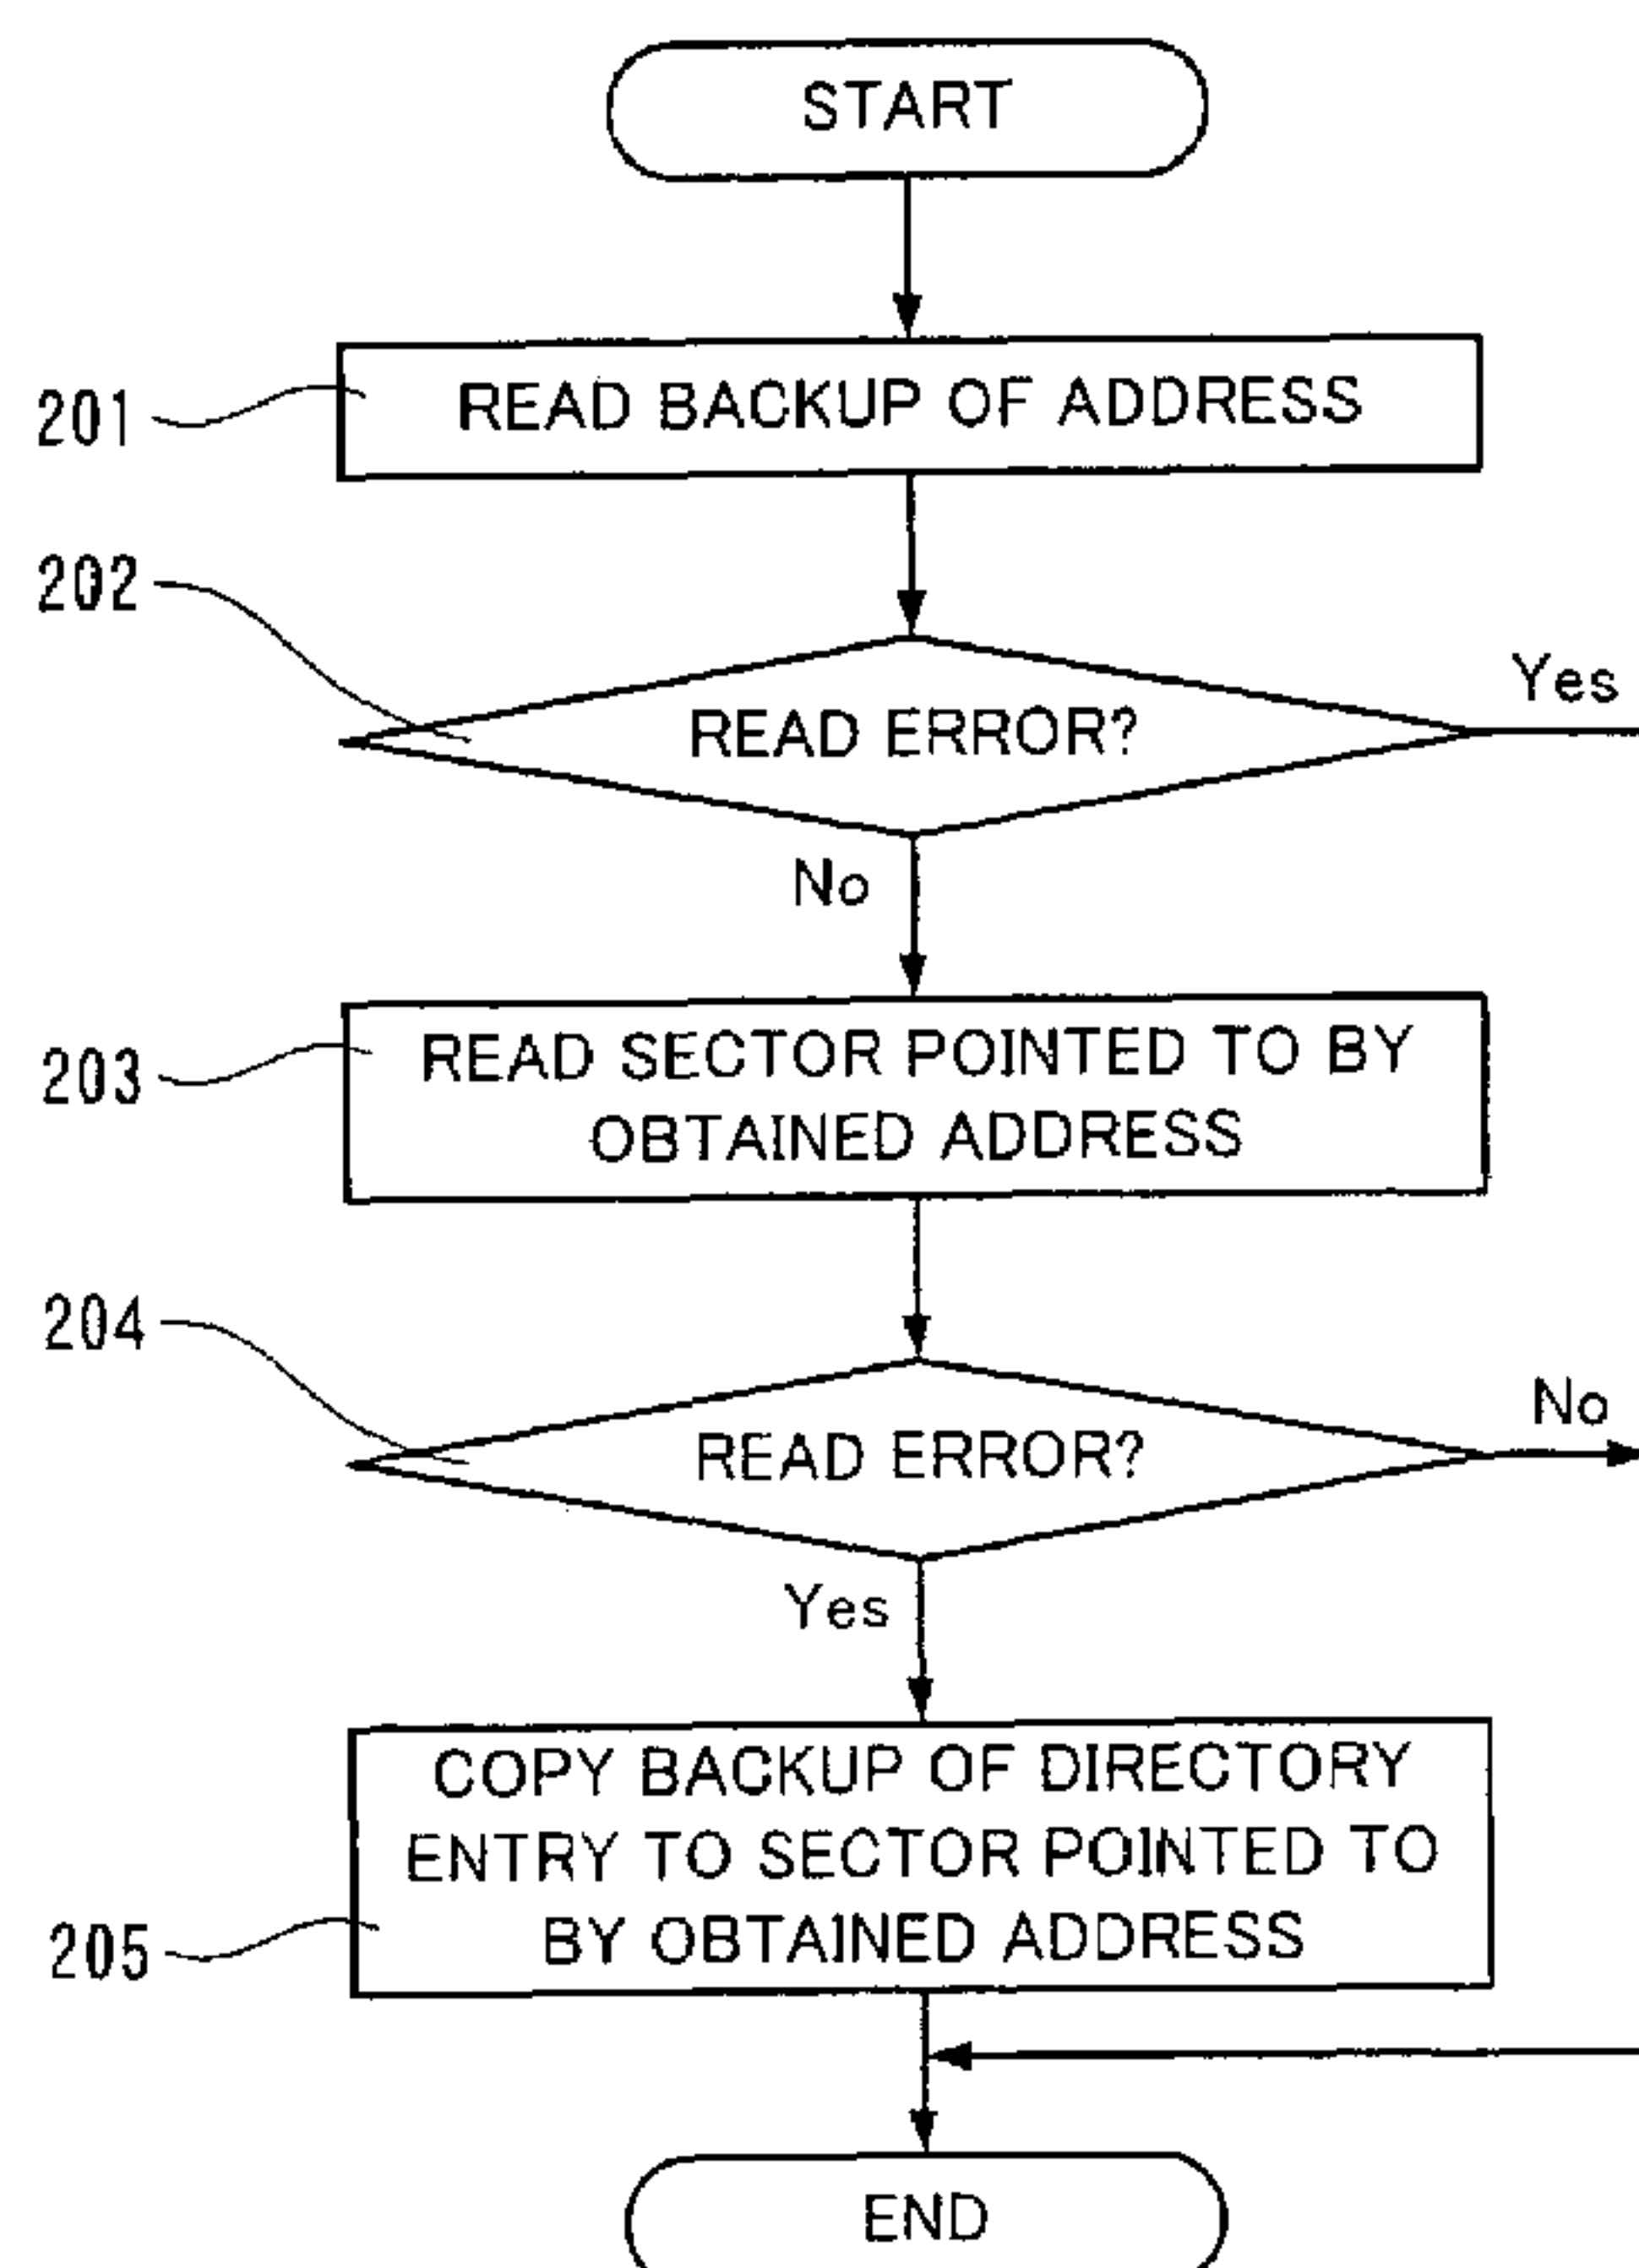 START
201
READ BACKUP OF ADDRESS
202
READ ERROR?
Yes
No
203
READ SECTOR POINTED TO BY
OBTAINED ADDRESS
204
READ ERROR?
No
Yes
205
COPY BACKUP OF DIRECTORY
ENTRY TO SECTOR POINTED TO
BY OBTAINED ADDRESS
END